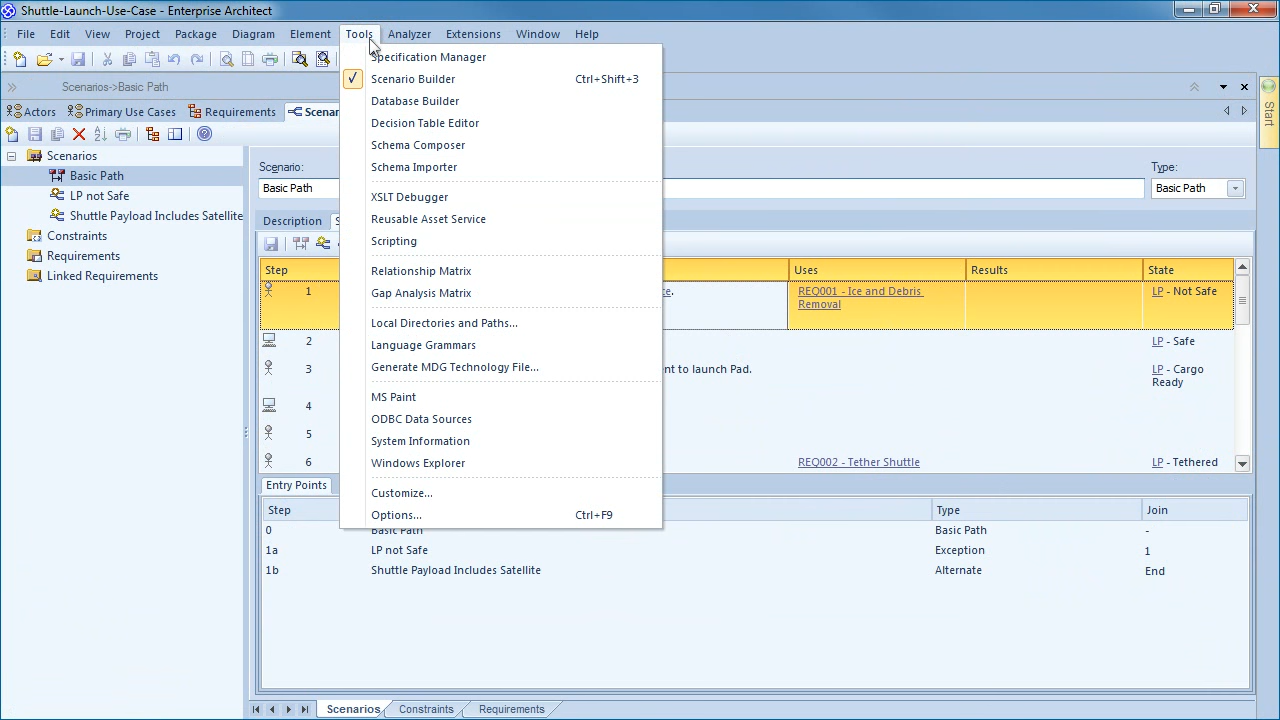 Shuttle-Launch-Use-Case - Enterprise Architect
File Edit View Project Package Diagram Element Tools Analyzer Extensions Window Help
Scenarios->Basic Path
Actors Primary Use Cases Requirements Scenar
Start
Scenarios
Basic Path
LP not Safe
Shuttle Payload Includes Satellite
Constraints
Requirements
Linked Requirements
Specification Manager
Scenario Builder Ctrl+Shift+3
Database Builder
Decision Table Editor
Schema Composer
Schema Importer
XSLT Debugger
Reusable Asset Service
Scripting
Relationship Matrix
Gap Analysis Matrix
Local Directories and Paths...
Language Grammars
Generate MDG Technology File...
MS Paint
ODBC Data Sources
System Information
Windows Explorer
Customize...
Options... Ctrl+F9
Scenario: Type:
Basic Path Basic Path
Description
Step Uses Results State
1 ce. REQ001 - Ice and Debris LP - Not Safe
Removal
2 LP - Safe
3 ent to launch Pad. LP - Cargo
Ready
4
5
6 REQ002 - Tether Shuttle LP - Tethered
Entry Points
Step Type Join
0 Basic Path Basic Path -
1a LP not Safe Exception 1
1b Shuttle Payload Includes Satellite Alternate End
Scenarios Constraints Requirements